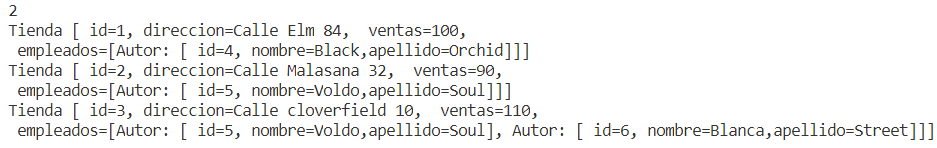 2
Tienda [ id=1, direccion=Calle Elm 84,  ventas=100,
 empleados=[Autor: [ id=4, nombre=Black,apellido=Orchid]]]
Tienda [ id=2, direccion=Calle Malasana 32,  ventas=90,
 empleados=[Autor: [ id=5, nombre=Voldo,apellido=Soul]]]
Tienda [ id=3, direccion=Calle cloverfield 10,  ventas=110,
 empleados=[Autor: [ id=5, nombre=Voldo,apellido=Soul], Autor: [ id=6, nombre=Blanca,apellido=Street]]]